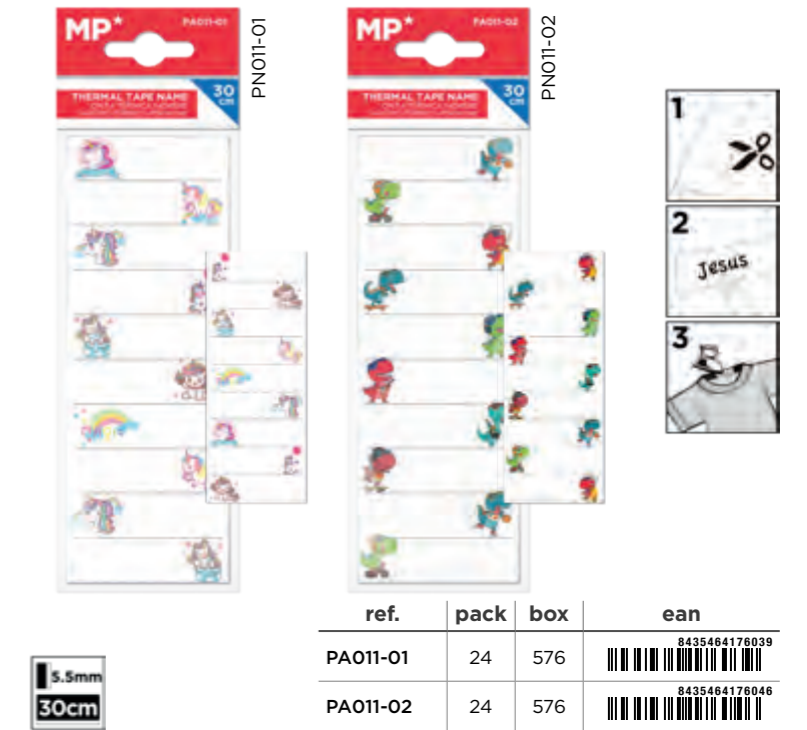 MP*
PA011-01
THERMAL TAPE NAME
30
cm
PN011-01
MP*
PA011-02
THERMAL TAPE NAME
30
cm
PN011-02
1
2
Jesus
3
5.5mm
30cm
ref. pack box ean
PA011-01 24 576 8435464176039
PA011-02 24 576 8435464176046